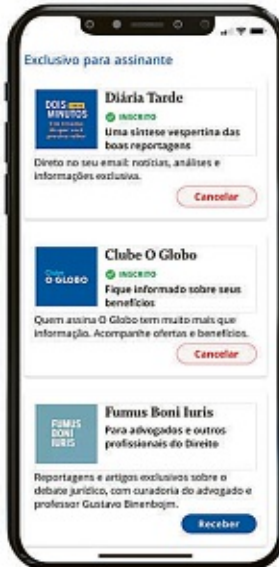 Exclusivo para assinante
DOIS
MINUTOS
Diária Tarde
INSCRITO
Uma síntese vespertina das
boas reportagens
Direto no seu email: notícias, análises e
informações exclusiva.
Cancelar
Clube
O GLOBO
Clube O Globo
INSCRITO
Fique informado sobre seus
benefícios
Quem assina O Globo tem muito mais que
informação. Acompanhe ofertas e benefícios.
Cancelar
FUMUS
BONI
IURIS
Fumus Boni Iuris
Para advogados e outros
profissionais do Direito
Reportagens e artigos exclusivos sobre o
debate jurídico, com curadoria do advogado e
professor Gustavo Binenbojm.
Receber